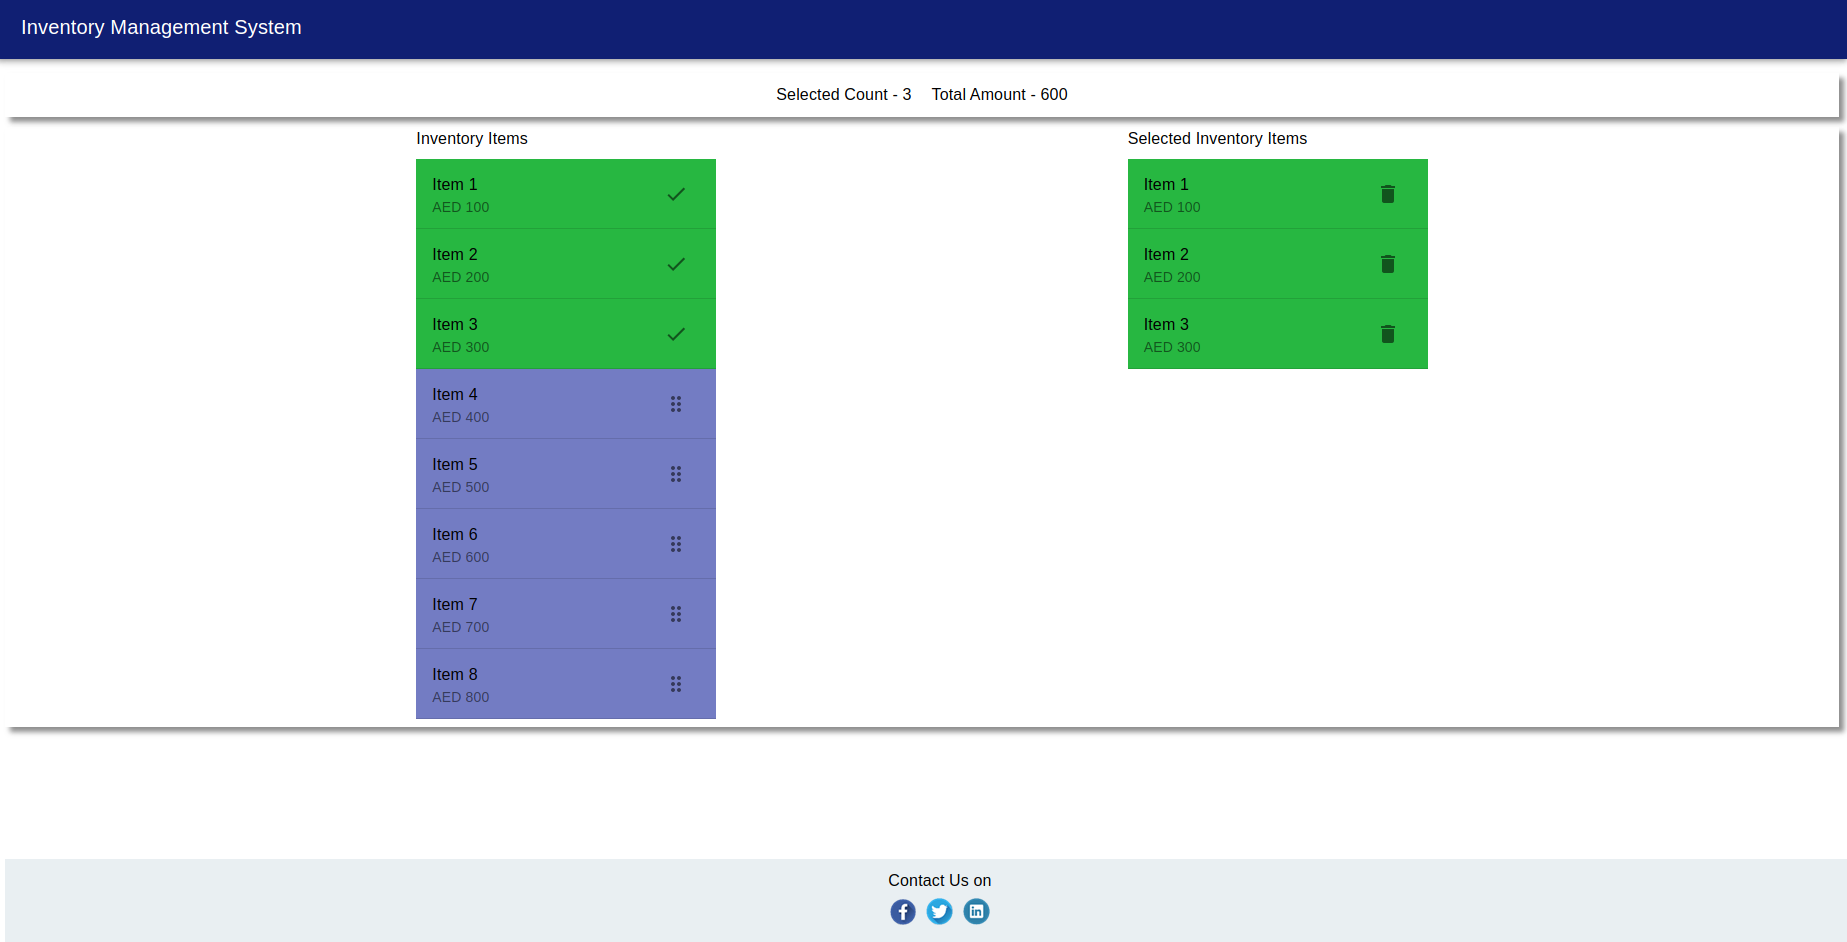 Inventory Management System
Selected Count - 3 Total Amount - 600
Inventory Items
Item 1
AED 100
Item 2
AED 200
Item 3
AED 300
Item 4
AED 400
Item 5
AED 500
Item 6
AED 600
Item 7
AED 700
Item 8
AED 800
Selected Inventory Items
Item 1
AED 100
Item 2
AED 200
Item 3
AED 300
Contact Us on